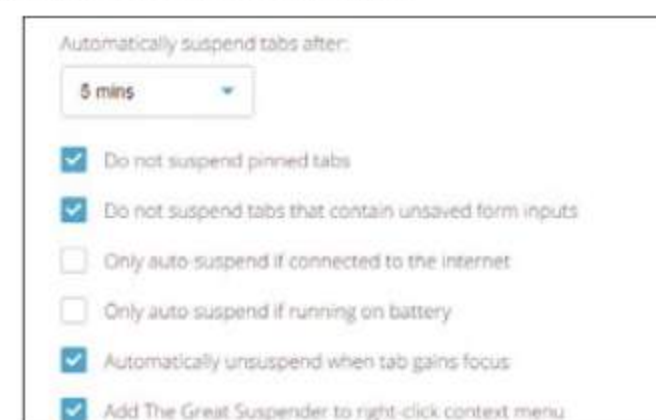 Automatically suspend tabs after:
5 mins
Do not suspend pinned tabs
Do not suspend tabs that contain unsaved form inputs
Only auto-suspend if connected to the internet
Only auto-suspend if running on battery
Automatically unsuspend when tab gains focus
Add The Great Suspender to right-click context menu